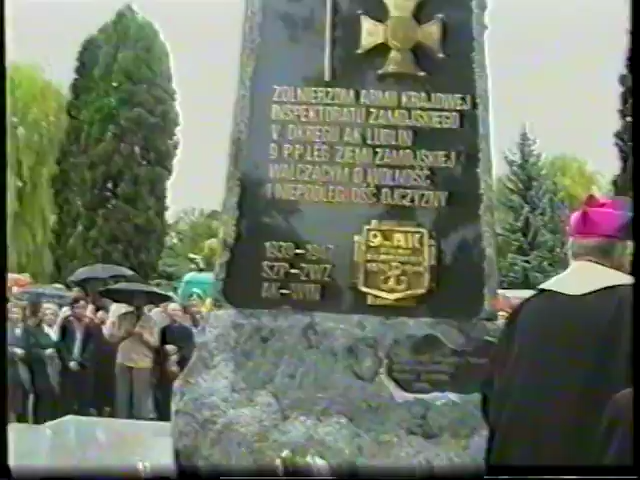 ŻOŁNIERZOM ARMII KRAJOWEJ
INSPEKTORATU ZAMOJSKIEGO
V OKRĘGU AK LUBLIN
9 PP LEG ZIEMI ZAMOJSKIEJ
WALCZĄCYM O WOLNOŚĆ
I NIEPODLEGŁOŚĆ OJCZYZNY
1939-1947
SZP-ZWZ
AK-WIN
9 AK